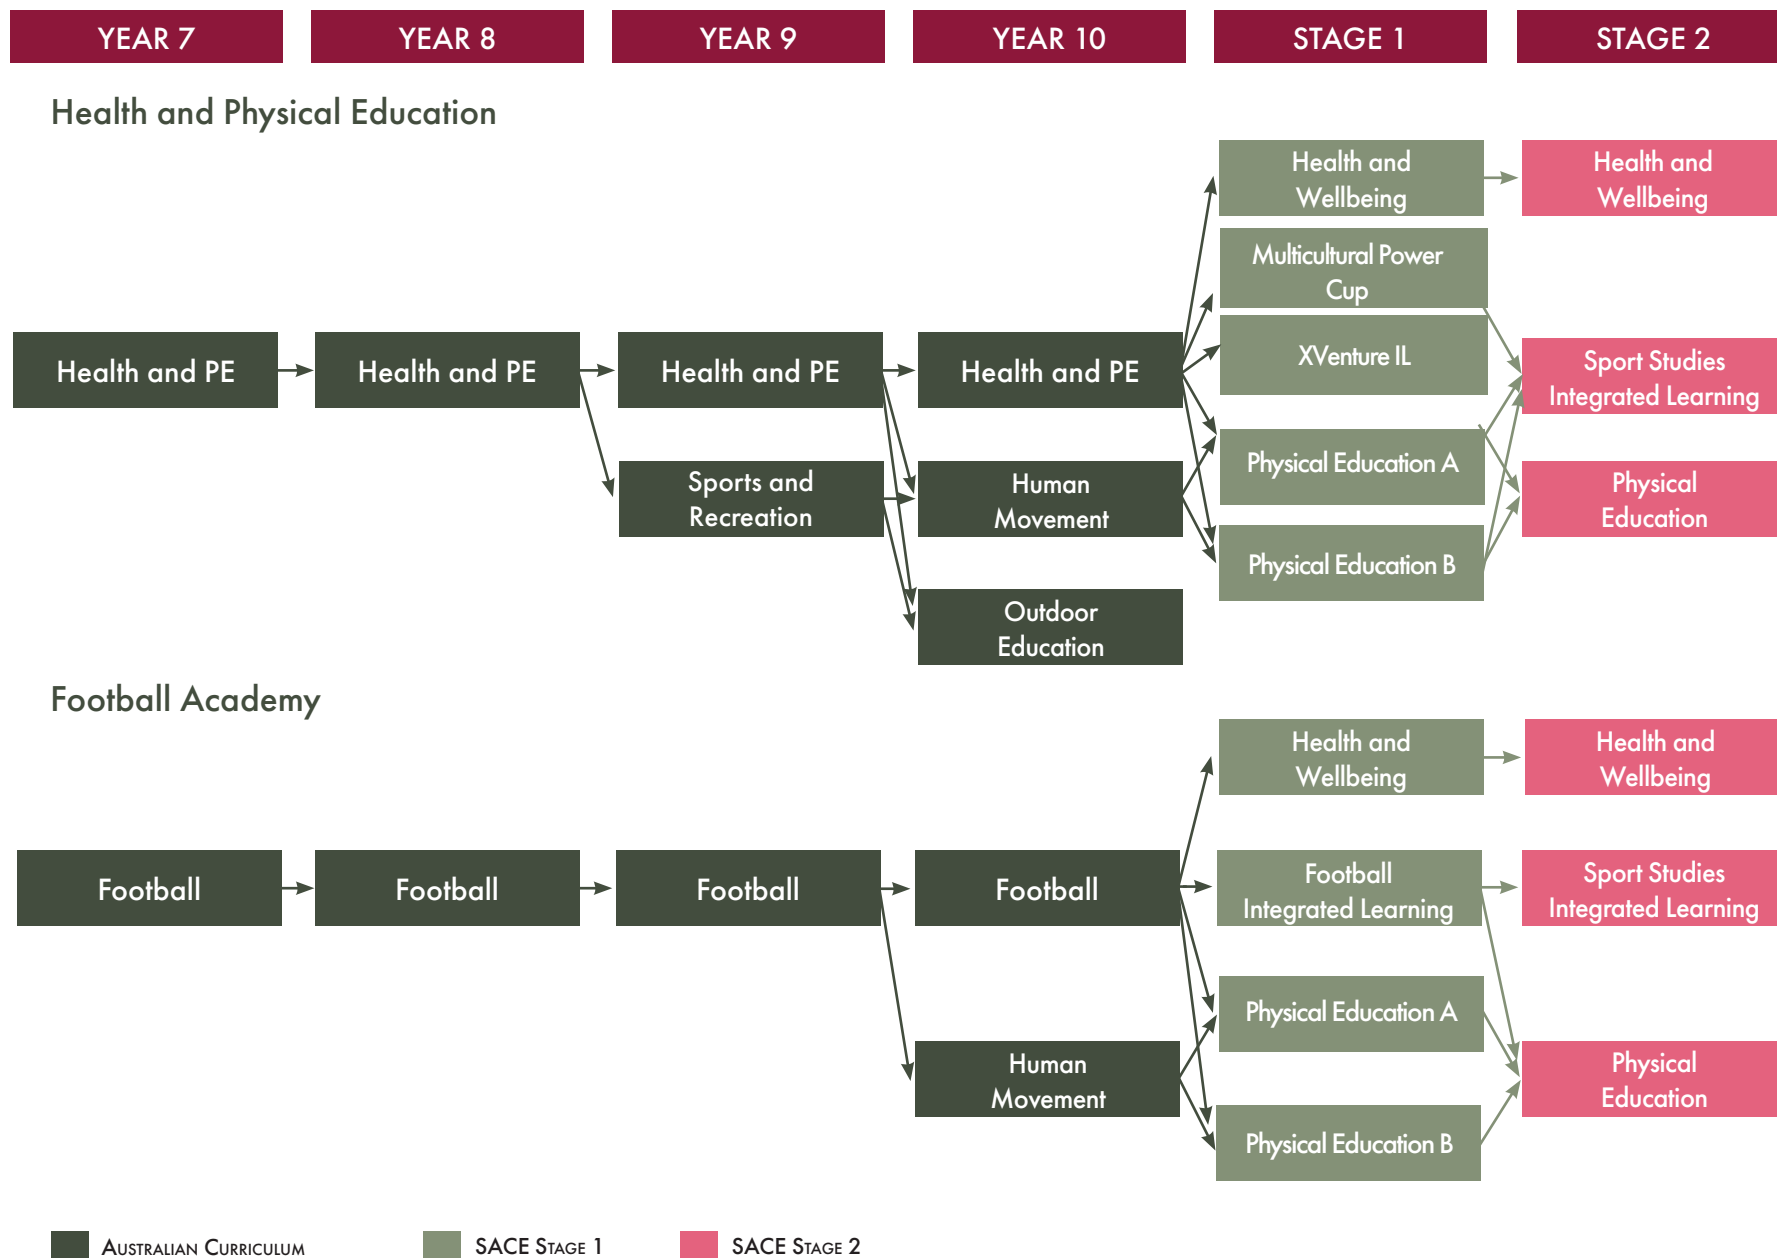 YEAR 7
YEAR 8
YEAR 9
YEAR 10
STAGE 1
STAGE 2
Health and Physical Education
Health and
Wellbeing
Health and
Wellbeing
Multicultural Power
Cup
Health and PE
Health and PE
Health and PE
Health and PE
XVenture IL
Sport Studies
Integrated Learning
Sports and
Recreation
Human
Movement
Physical Education A
Physical
Education
Physical Education B
Outdoor
Education
Football Academy
Health and
Wellbeing
Health and
Wellbeing
Football
Football
Football
Football
Football
Integrated Learning
Sport Studies
Integrated Learning
Physical Education A
Human
Movement
Physical
Education
Physical Education B
AUSTRALIAN CURRICULUM
SACE STAGE 1
SACE STAGE 2